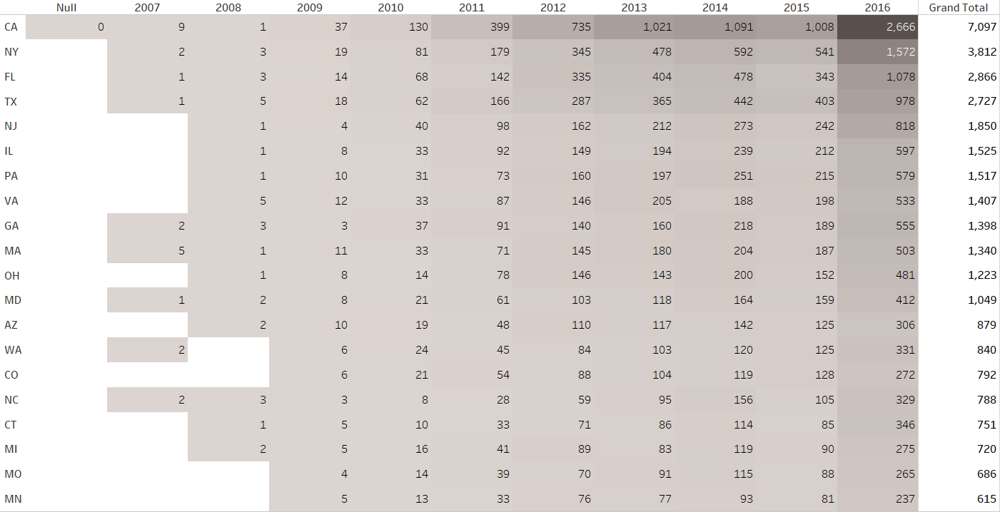 Null 2007 2008 2009 2010 2011 2012 2013 2014 2015 2016 Grand Total
CA 0 9 1 37 130 399 735 1,021 1,091 1,008 2,666 7,097
NY 2 3 19 81 179 345 478 592 541 1,572 3,812
FL 1 3 14 68 142 335 404 478 343 1,078 2,866
TX 1 5 18 62 166 287 365 442 403 978 2,727
NJ 1 4 40 98 162 212 273 242 818 1,850
IL 1 8 33 92 149 194 239 212 597 1,525
PA 1 10 31 73 160 197 251 215 579 1,517
VA 5 12 33 87 146 205 188 198 533 1,407
GA 2 3 3 37 91 140 160 218 189 555 1,398
MA 5 1 11 33 71 145 180 204 187 503 1,340
OH 1 8 14 78 146 143 200 152 481 1,223
MD 1 2 8 21 61 103 118 164 159 412 1,049
AZ 2 10 19 48 110 117 142 125 306 879
WA 2 6 24 45 84 103 120 125 331 840
CO 6 21 54 88 104 119 128 272 792
NC 2 3 3 8 28 59 95 156 105 329 788
CT 1 5 10 33 71 86 114 85 346 751
MI 2 5 16 41 89 83 119 90 275 720
MO 4 14 39 70 91 115 88 265 686
MN 5 13 33 76 77 93 81 237 615